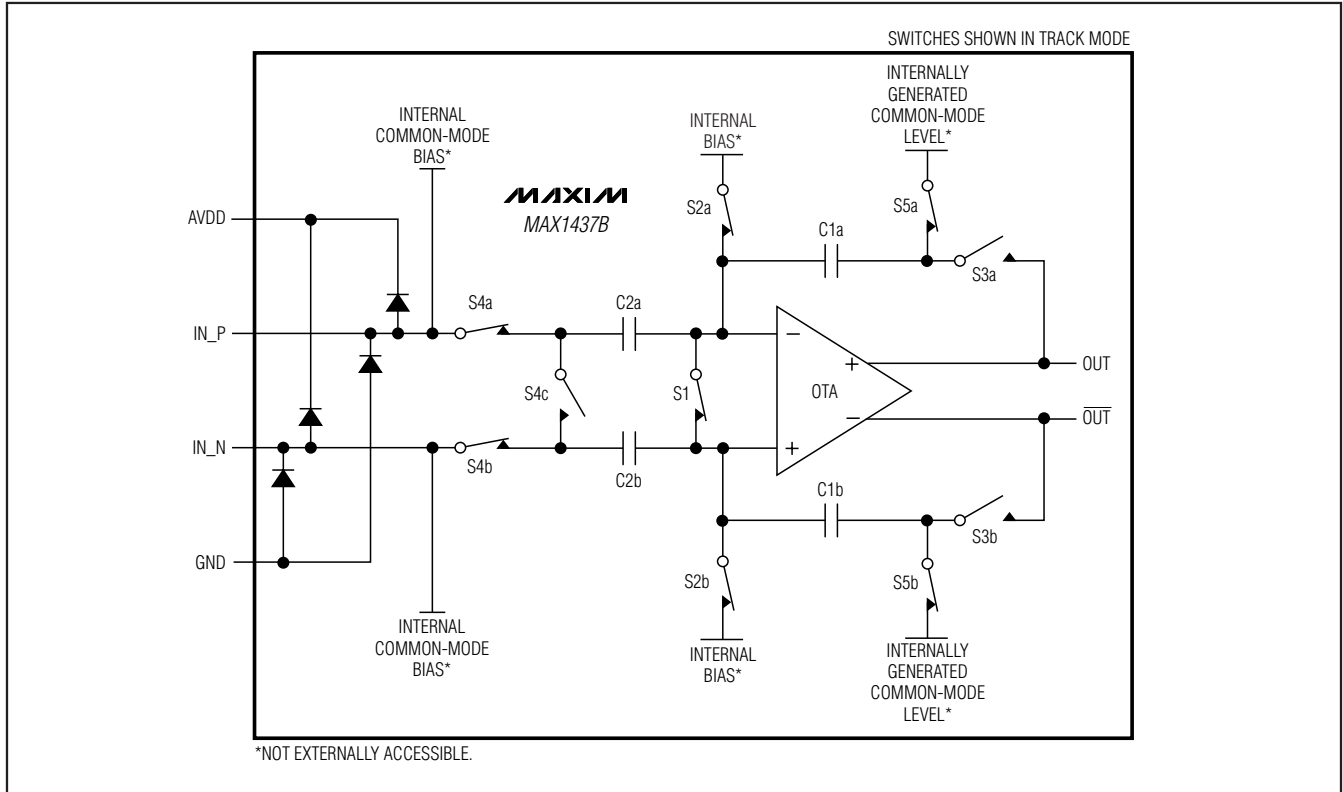 SWITCHES SHOWN IN TRACK MODE
INTERNALLY
GENERATED
COMMON-MODE
LEVEL*
INTERNAL
COMMON-MODE
BIAS*
INTERNAL
BIAS*
MAXIM
MAX1437B
AVDD
S2a
S5a
C1a
S3a
S4a
C2a
IN_P
OUT
S4c
S1
OTA
IN_N
OUT
S4b
C2b
C1b
S3b
GND
S2b
S5b
INTERNAL
COMMON-MODE
BIAS*
INTERNAL
BIAS*
INTERNALLY
GENERATED
COMMON-MODE
LEVEL*
*NOT EXTERNALLY ACCESSIBLE.